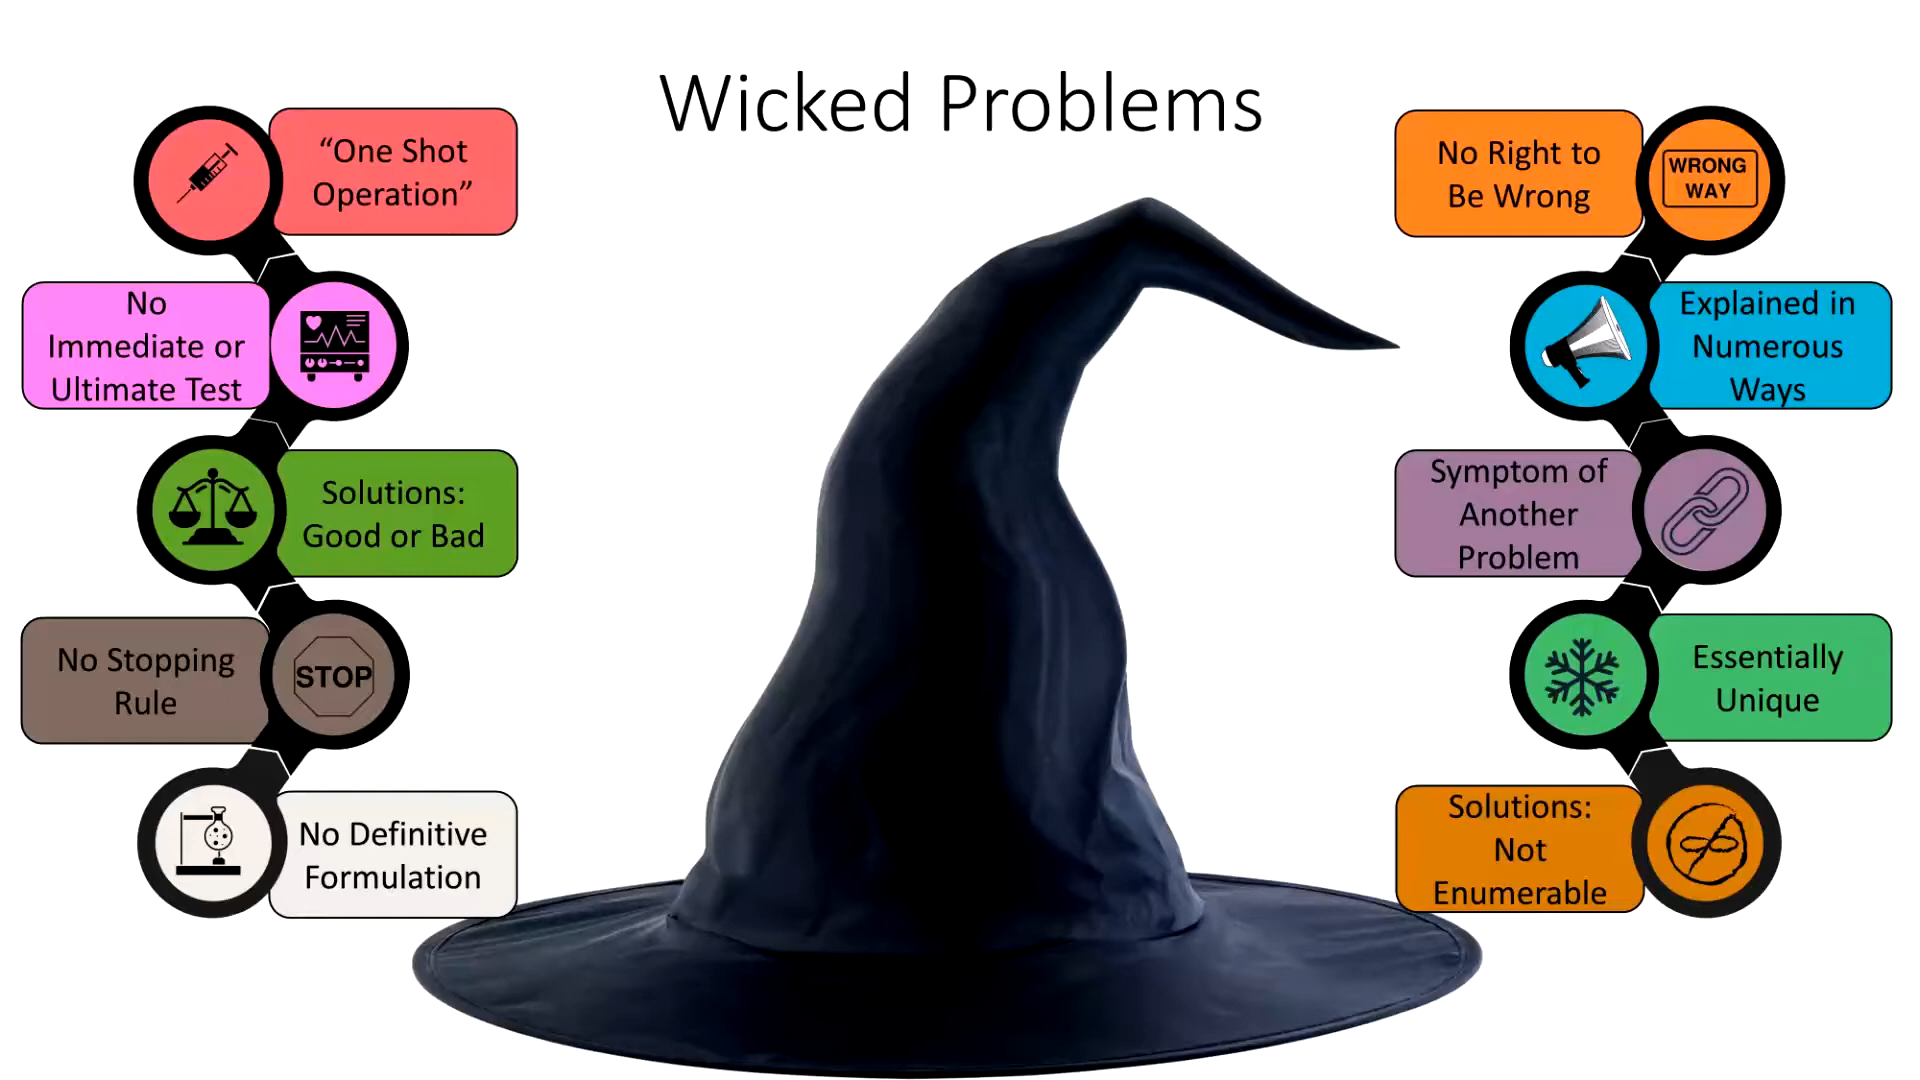 Wicked Problems
“One Shot
Operation”
No
Immediate or
Ultimate Test
Solutions:
Good or Bad
No Stopping
Rule
STOP
No Definitive
Formulation
No Right to
Be Wrong
WRONG
WAY
Explained in
Numerous
Ways
Symptom of
Another
Problem
Essentially
Unique
Solutions:
Not
Enumerable